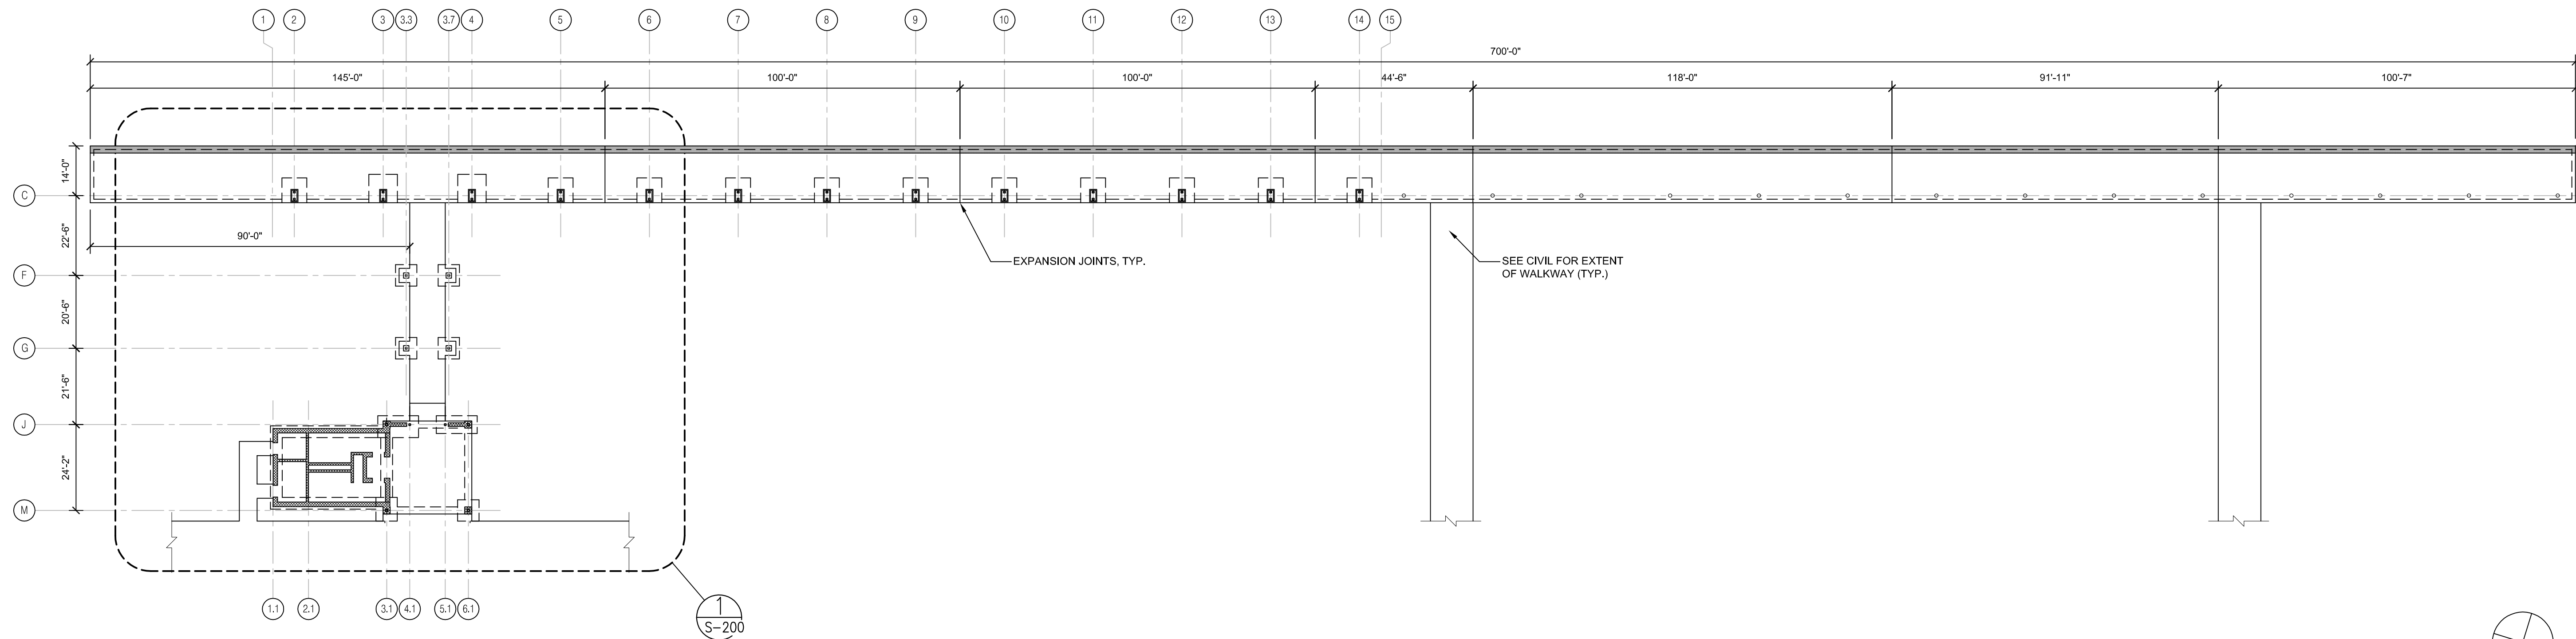 1 2 3 3.3 3.7 4 5 6 7 8 9 10 11 12 13 14 15
700'-0"
145'-0" 100'-0" 100'-0" 44'-6" 118'-0" 91'-11" 100'-7"
14'-0"
C
22'-6"
90'-0"
EXPANSION JOINTS, TYP.
SEE CIVIL FOR EXTENT
OF WALKWAY (TYP.)
F
20'-6"
G
21'-6"
J
24'-2"
M
1.1 2.1 3.1 4.1 5.1 6.1
1
S-200